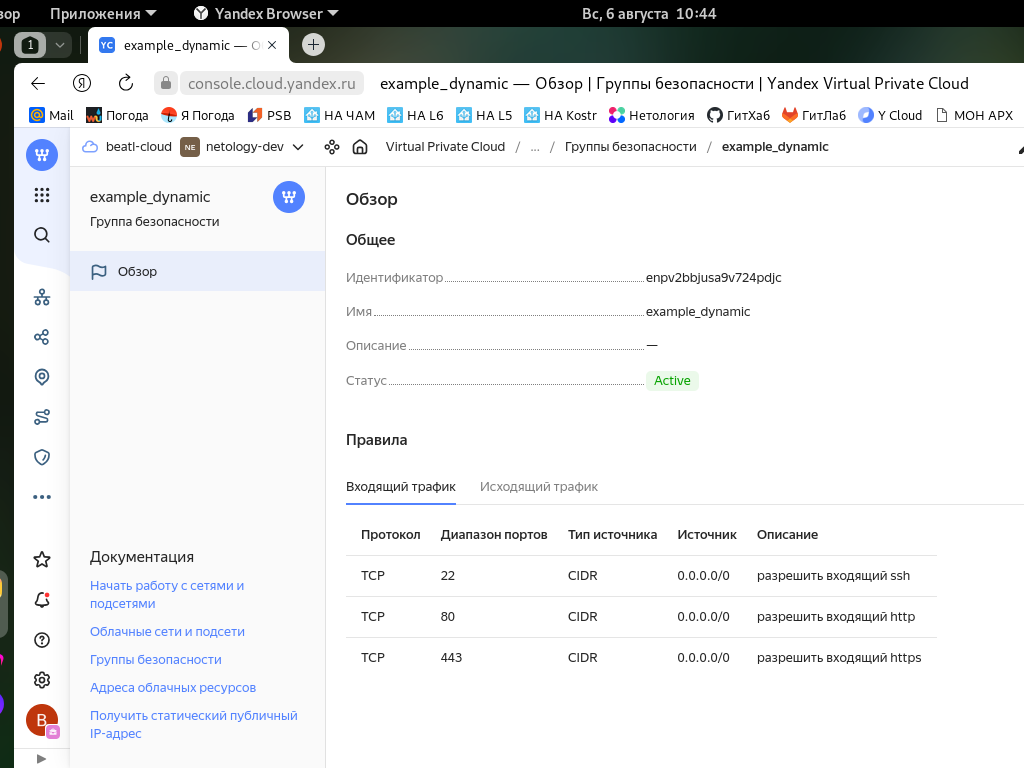 зор Приложения Yandex Browser Вс, 6 августа 10:44
1 YC example_dynamic — О
Я console.cloud.yandex.ru example_dynamic — Обзор | Группы безопасности | Yandex Virtual Private Cloud
Mail Погода Я Погода PSB НА ЧАМ НА L6 НА L5 НА Kostr Нетология ГитХаб ГитЛаб Y Cloud МОН АРХ
beatl-cloud NE netology-dev Virtual Private Cloud / ... / Группы безопасности / example_dynamic
example_dynamic
Группа безопасности
Обзор
Документация
Начать работу с сетями и
подсетями
Облачные сети и подсети
Группы безопасности
Адреса облачных ресурсов
Получить статический публичный
IP-адрес
B
Обзор
Общее
Идентификатор enpv2bbjusa9v724pdjc
Имя example_dynamic
Описание —
Статус Active
Правила
Входящий трафик Исходящий трафик
Протокол Диапазон портов Тип источника Источник Описание
TCP 22 CIDR 0.0.0.0/0 разрешить входящий ssh
TCP 80 CIDR 0.0.0.0/0 разрешить входящий http
TCP 443 CIDR 0.0.0.0/0 разрешить входящий https